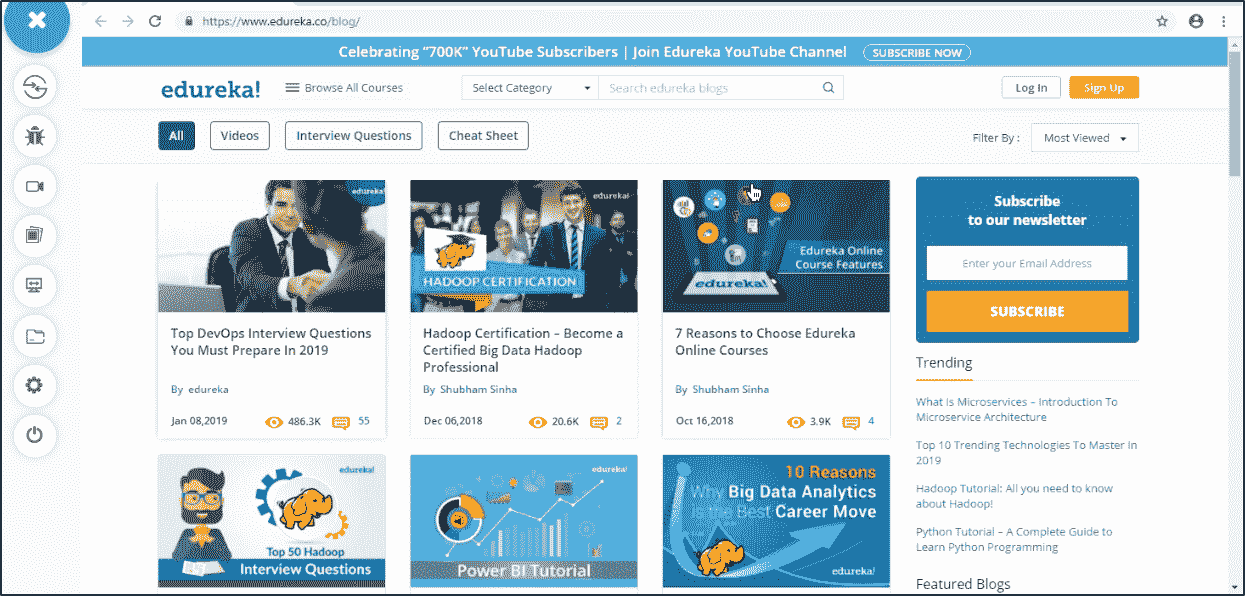 https://www.edureka.co/blog/
Celebrating “700K” YouTube Subscribers | Join Edureka YouTube Channel
SUBSCRIBE NOW
edureka!
Browse All Courses
Select Category
Search edureka blogs
Log In
Sign Up
All
Videos
Interview Questions
Cheat Sheet
Filter By :
Most Viewed
edureka!
Top DevOps Interview Questions
You Must Prepare In 2019
By edureka
Jan 08,2019
486.3K
55
edureka!
HADOOP CERTIFICATION
Hadoop Certification – Become a
Certified Big Data Hadoop
Professional
By Shubham Sinha
Dec 06,2018
20.6K
2
Edureka Online
Course Features
edureka!
7 Reasons to Choose Edureka
Online Courses
By Shubham Sinha
Oct 16,2018
3.9K
4
Subscribe
to our newsletter
Enter your Email Address
SUBSCRIBE
Trending
What Is Microservices – Introduction To
Microservice Architecture
Top 10 Trending Technologies To Master In
2019
Hadoop Tutorial: All you need to know
about Hadoop!
Python Tutorial – A Complete Guide to
Learn Python Programming
Featured Blogs
edureka!
Top 50 Hadoop
Interview Questions
edureka!
Power BI Tutorial
10 Reasons
Why Big Data Analytics
is the Best Career Move
edureka!